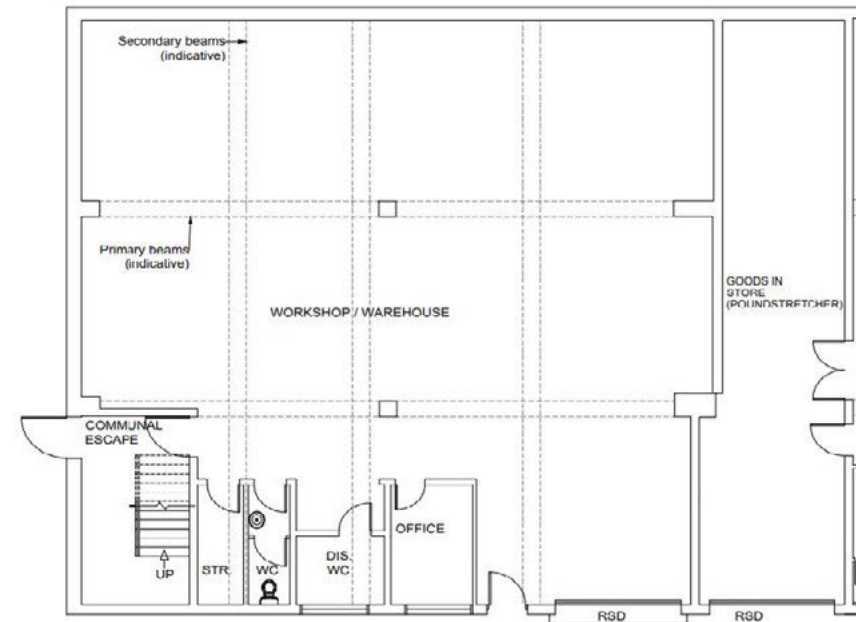 Secondary beams
(indicative)
Primary beams
(indicative)
WORKSHOP / WAREHOUSE
GOODS IN
STORE
(POUNDSTRETCHER)
COMMUNAL
ESCAPE
OFFICE
UP
STR.
WC
DIS.
WC
RSD
RSD